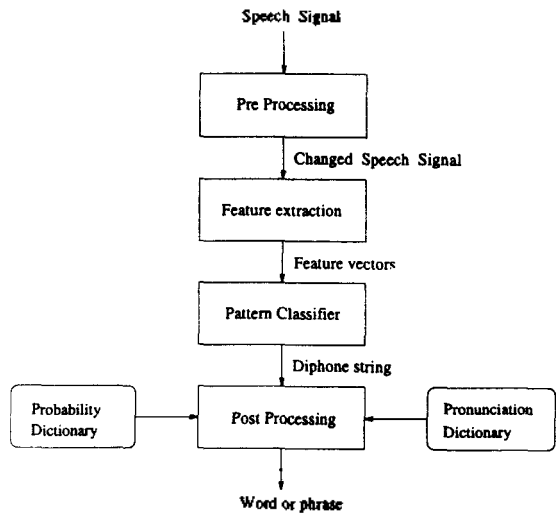 Speech Signal
Pre Processing
Changed Speech Signal
Feature extraction
Feature vectors
Pattern Classifier
Diphone string
Probability
Dictionary
Post Processing
Pronunciation
Dictionary
Word or phrase